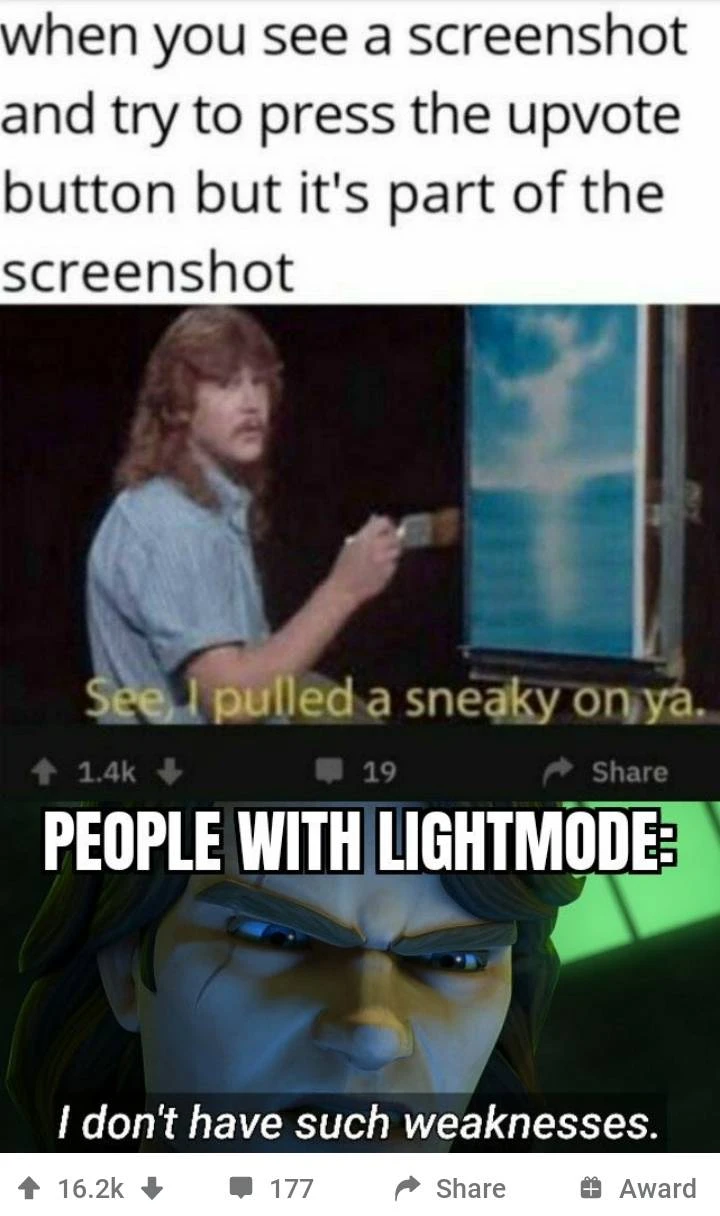 when you see a screenshot
and try to press the upvote
button but it's part of the
screenshot
See, I pulled a sneaky on ya.
1.4k 19 Share
PEOPLE WITH LIGHTMODE:
I don't have such weaknesses.
16.2k 177 Share Award